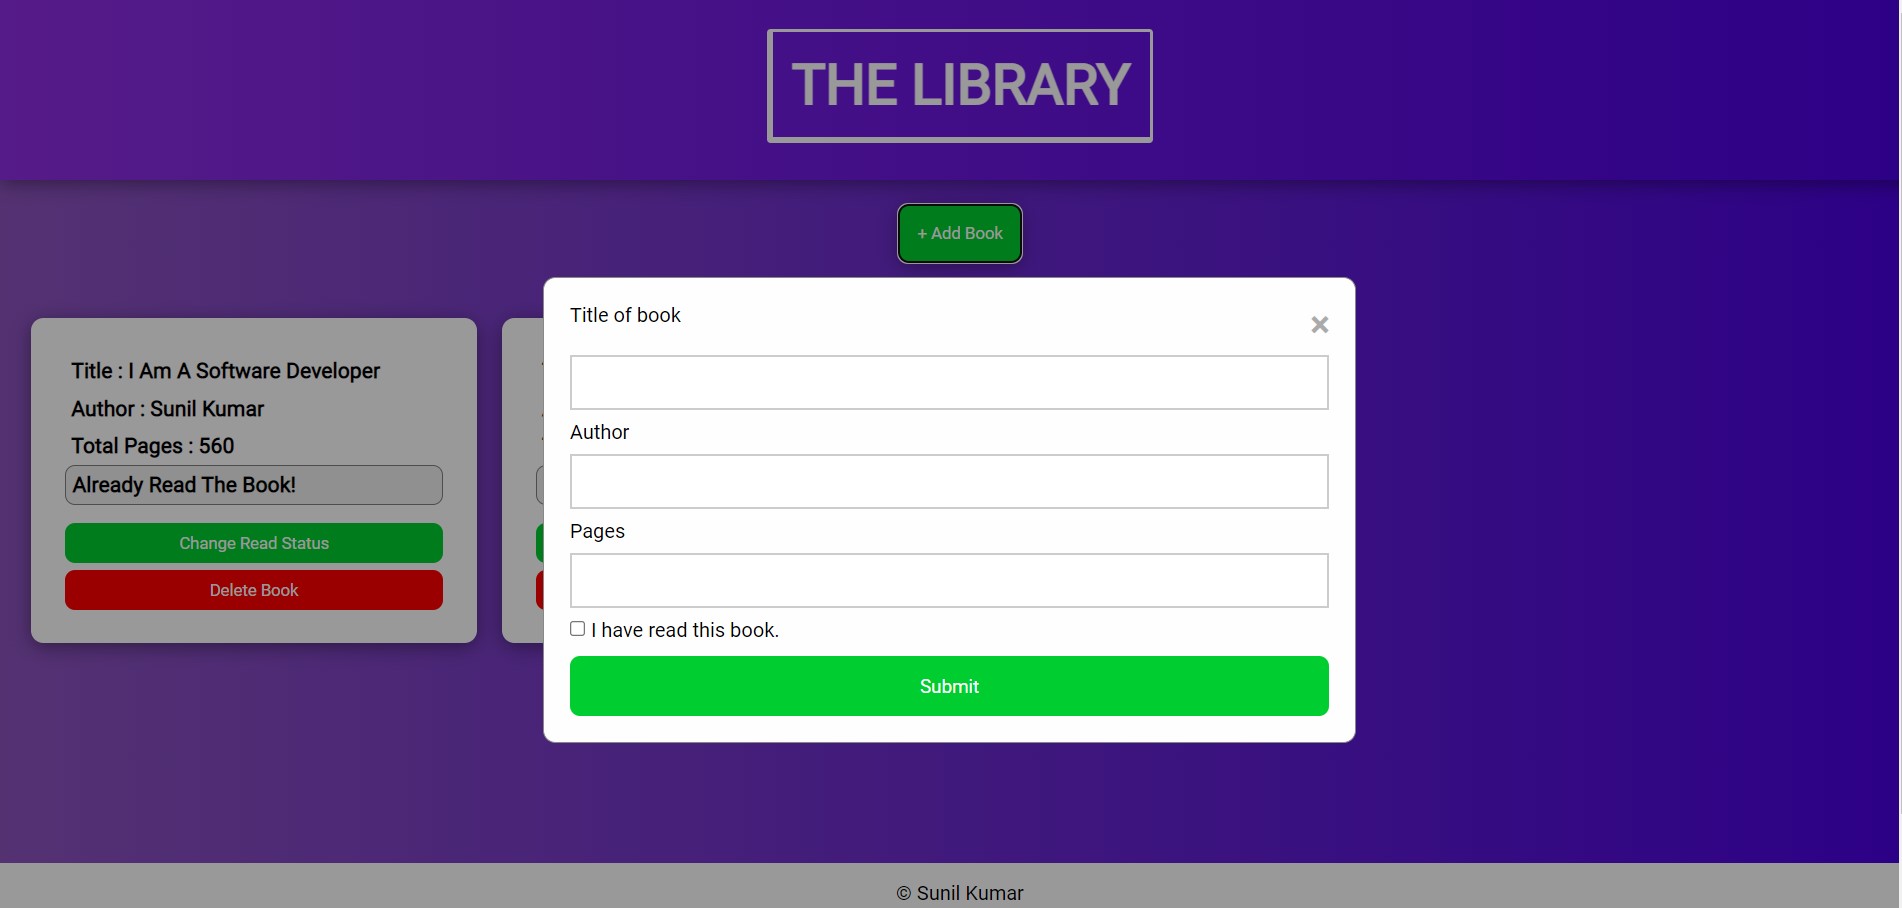 THE LIBRARY
+ Add Book
Title of book
×
Title : I Am A Software Developer
Author : Sunil Kumar
Total Pages : 560
Already Read The Book!
Change Read Status
Delete Book
Author
Pages
I have read this book.
Submit
© Sunil Kumar